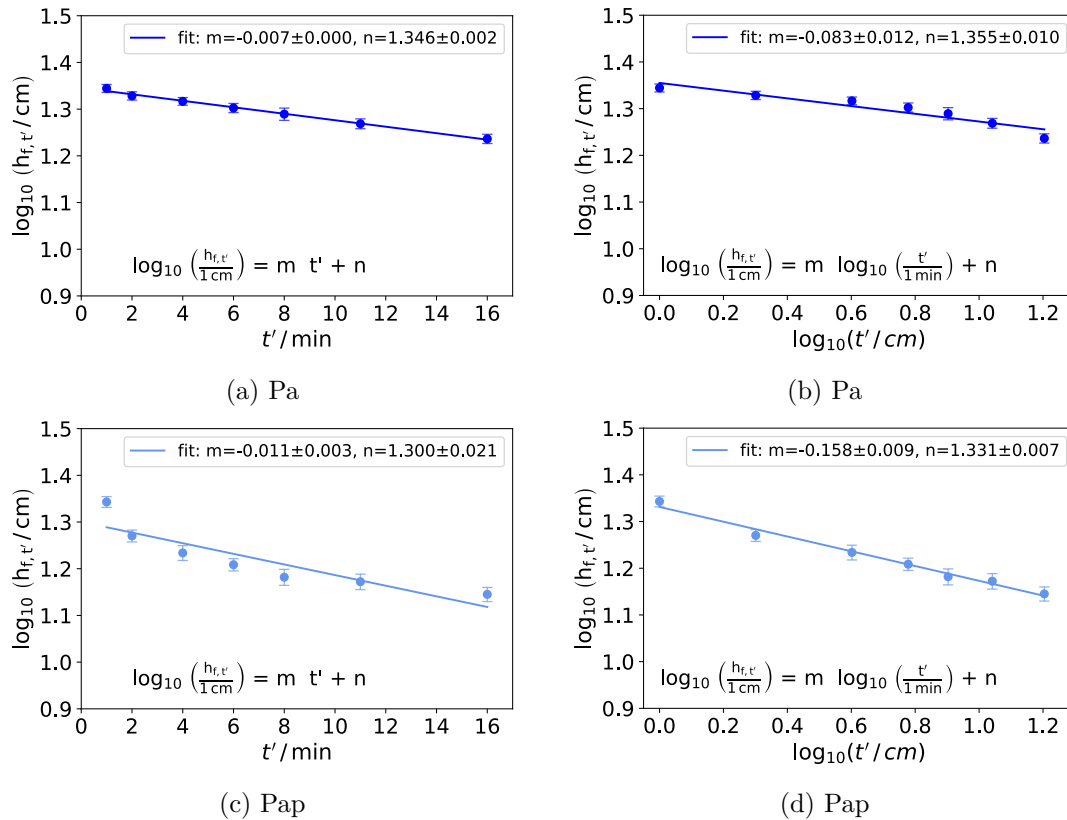 1.5
1.4
1.3
1.2
1.1
1.0
0.9
log₁₀ (h_f,t′ / cm)
fit: m=-0.007±0.000, n=1.346±0.002
log₁₀ (h_f,t′ / 1 cm) = m t' + n
0 2 4 6 8 10 12 14 16
t′ / min
(a) Pa
1.5
1.4
1.3
1.2
1.1
1.0
0.9
log₁₀ (h_f,t′ / cm)
fit: m=-0.083±0.012, n=1.355±0.010
log₁₀ (h_f,t′ / 1 cm) = m log₁₀ (t′ / 1 min) + n
0.0 0.2 0.4 0.6 0.8 1.0 1.2
log₁₀(t′ / cm)
(b) Pa
1.5
1.4
1.3
1.2
1.1
1.0
0.9
log₁₀ (h_f,t′ / cm)
fit: m=-0.011±0.003, n=1.300±0.021
log₁₀ (h_f,t′ / 1 cm) = m t' + n
0 2 4 6 8 10 12 14 16
t′ / min
(c) Pap
1.5
1.4
1.3
1.2
1.1
1.0
0.9
log₁₀ (h_f,t′ / cm)
fit: m=-0.158±0.009, n=1.331±0.007
log₁₀ (h_f,t′ / 1 cm) = m log₁₀ (t′ / 1 min) + n
0.0 0.2 0.4 0.6 0.8 1.0 1.2
log₁₀(t′ / cm)
(d) Pap